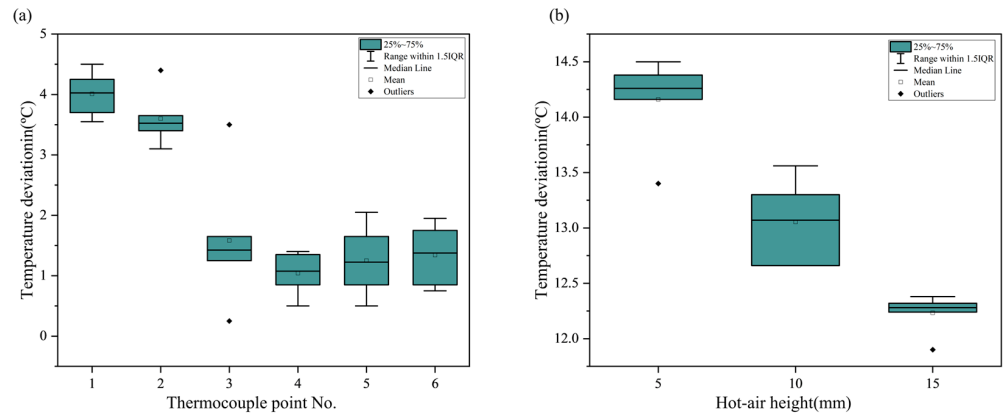 (a)
5
4
3
2
1
0
Temperature deviationin(ºC)
25%~75%
Range within 1.5IQR
Median Line
Mean
Outliers
1 2 3 4 5 6
Thermocouple point No.
(b)
14.5
14.0
13.5
13.0
12.5
12.0
Temperature deviationin(ºC)
25%~75%
Range within 1.5IQR
Median Line
Mean
Outliers
5 10 15
Hot-air height(mm)